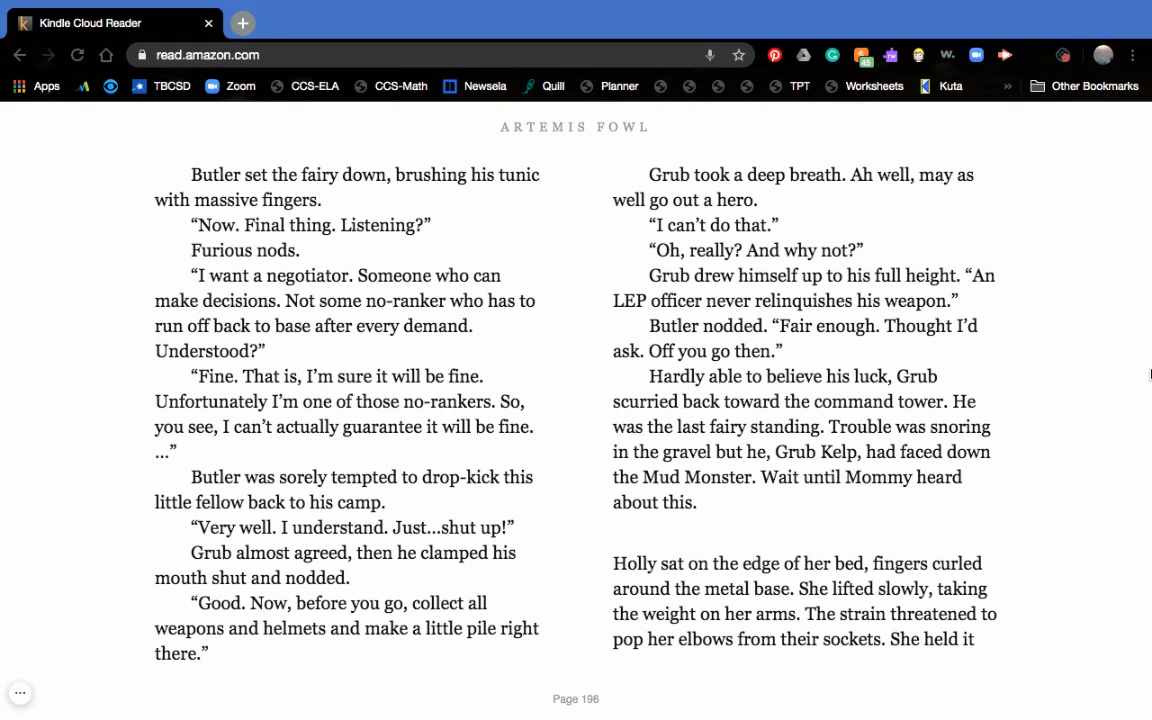 Kindle Cloud Reader
read.amazon.com
45
w.
Apps
TBCSD
Zoom
CCS-ELA
CCS-Math
Newsela
Quill
Planner
TPT
Worksheets
Kuta
»
Other Bookmarks
ARTEMIS FOWL
Butler set the fairy down, brushing his tunic
with massive fingers.
“Now. Final thing. Listening?”
Furious nods.
“I want a negotiator. Someone who can
make decisions. Not some no-ranker who has to
run off back to base after every demand.
Understood?”
“Fine. That is, I’m sure it will be fine.
Unfortunately I’m one of those no-rankers. So,
you see, I can’t actually guarantee it will be fine.
…”
Butler was sorely tempted to drop-kick this
little fellow back to his camp.
“Very well. I understand. Just…shut up!”
Grub almost agreed, then he clamped his
mouth shut and nodded.
“Good. Now, before you go, collect all
weapons and helmets and make a little pile right
there.”
Grub took a deep breath. Ah well, may as
well go out a hero.
“I can’t do that.”
“Oh, really? And why not?”
Grub drew himself up to his full height. “An
LEP officer never relinquishes his weapon.”
Butler nodded. “Fair enough. Thought I’d
ask. Off you go then.”
Hardly able to believe his luck, Grub
scurried back toward the command tower. He
was the last fairy standing. Trouble was snoring
in the gravel but he, Grub Kelp, had faced down
the Mud Monster. Wait until Mommy heard
about this.
Holly sat on the edge of her bed, fingers curled
around the metal base. She lifted slowly, taking
the weight on her arms. The strain threatened to
pop her elbows from their sockets. She held it
Page 196